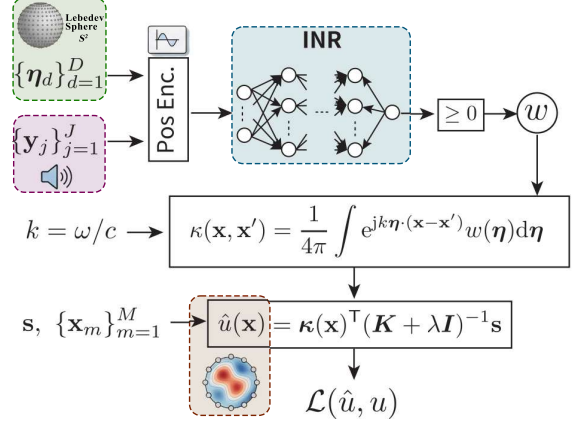 Lebedev
Sphere
S²
{η_d}_{d=1}^{D}
{y_j}_{j=1}^{J}
Pos Enc.
INR
≥ 0
w
k = ω/c
κ(x, x′) = 1/4π ∫ e^{jkη·(x−x′)} w(η)dη
s, {x_m}_{m=1}^{M}
û(x) = κ(x)^⊤(K + λI)^{−1}s
ℒ(û, u)